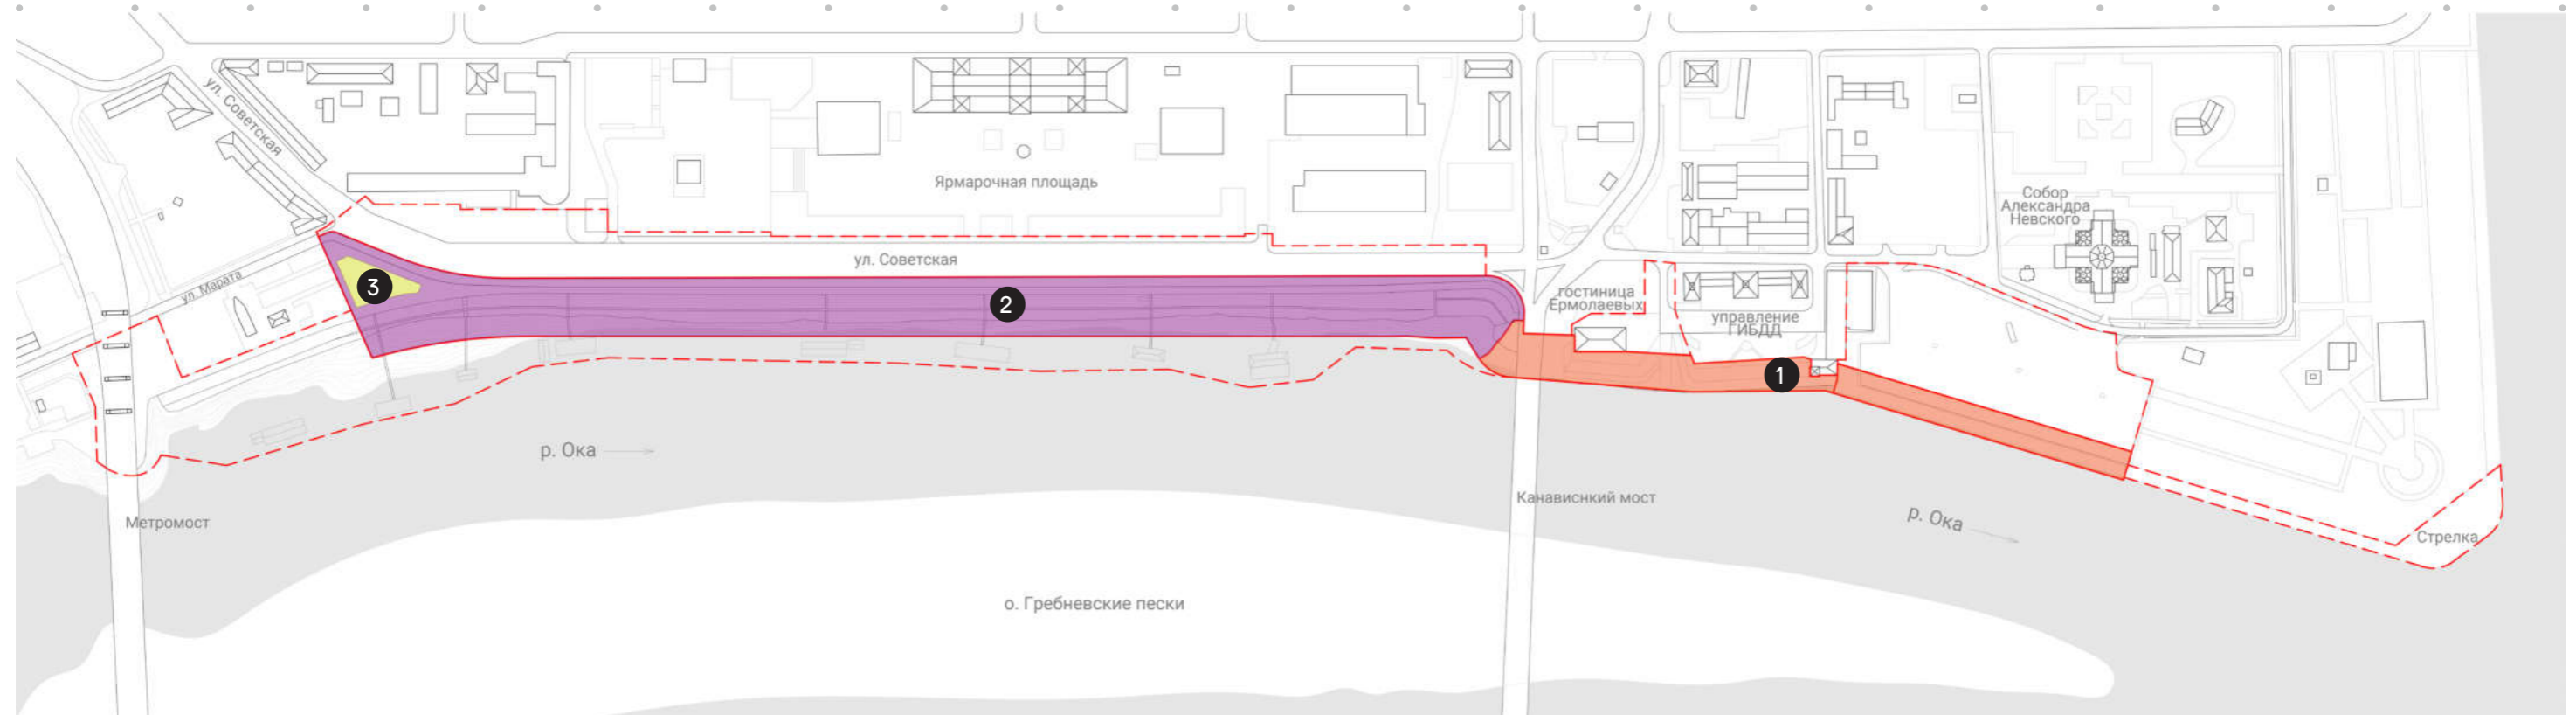 ул. Советская
Ярмарочная площадь
Собор
Александра
Невского
ул. Советская
ул. Марата
3
2
гостиница
Ермолаевых
управление
ГИБДД
1
р. Ока
Метромост
Канависнкий мост
р. Ока
Стрелка
о. Гребневские пески